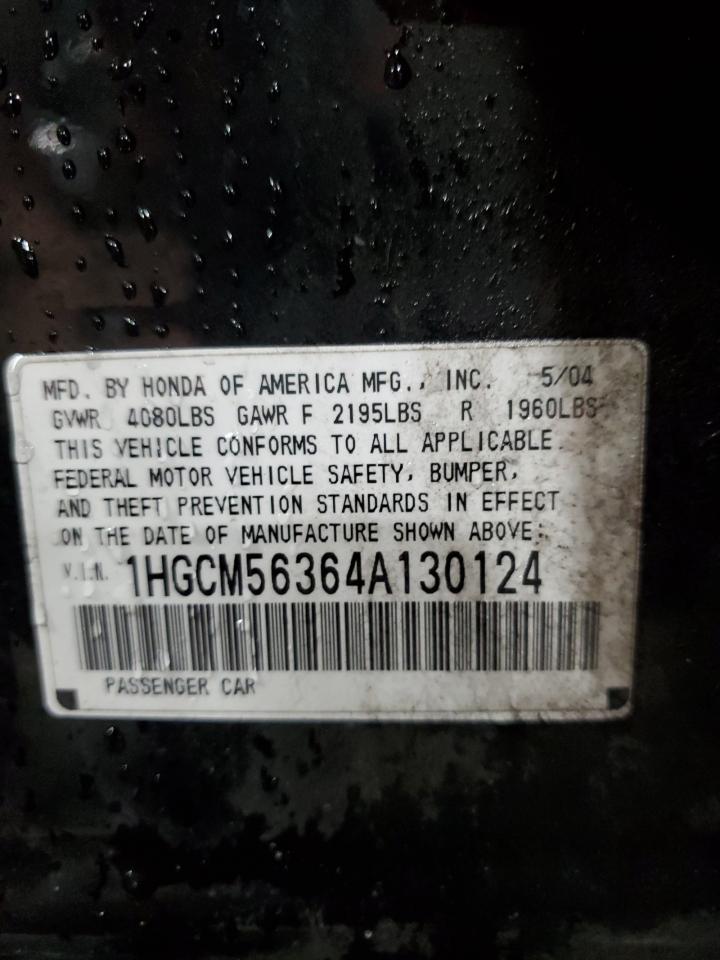 MFD. BY HONDA OF AMERICA MFG., INC. 5/04
GVWR 4080LBS GAWR F 2195LBS R 1960LBS
THIS VEHICLE CONFORMS TO ALL APPLICABLE
FEDERAL MOTOR VEHICLE SAFETY, BUMPER,
AND THEFT PREVENTION STANDARDS IN EFFECT
ON THE DATE OF MANUFACTURE SHOWN ABOVE:
V.I.N. 1HGCM56364A130124
PASSENGER CAR